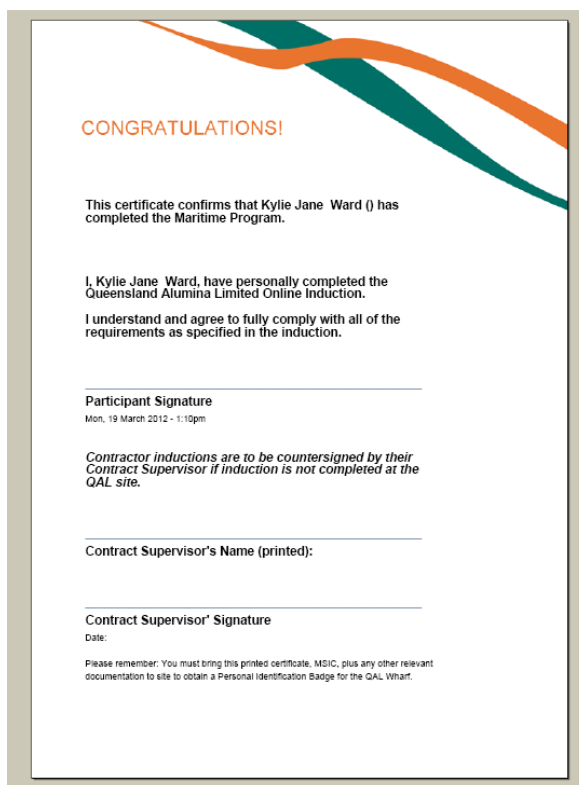 CONGRATULATIONS!
This certificate confirms that Kylie Jane  Ward () has
completed the Maritime Program.
I, Kylie Jane  Ward, have personally completed the
Queensland Alumina Limited Online Induction.
I understand and agree to fully comply with all of the
requirements as specified in the induction.
Participant Signature
Mon, 19 March 2012 - 1:10pm
Contractor inductions are to be countersigned by their
Contract Supervisor if induction is not completed at the
QAL site.
Contract Supervisor's Name (printed):
Contract Supervisor' Signature
Date:
Please remember: You must bring this printed certificate, MSIC, plus any other relevant
documentation to site to obtain a Personal Identification Badge for the QAL Wharf.